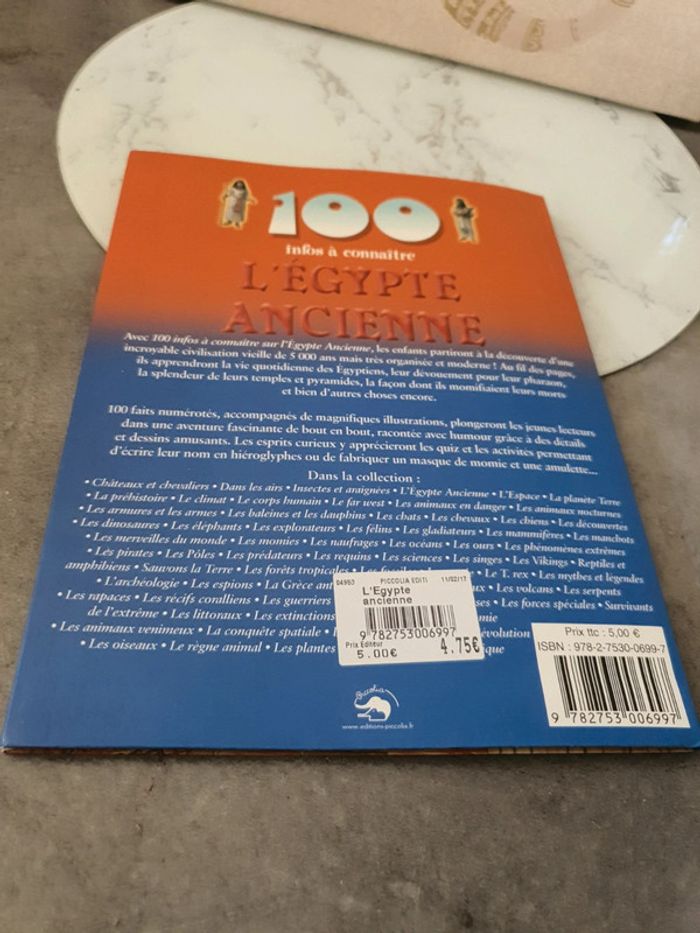 100
infos à connaître
L'ÉGYPTE
ANCIENNE
Avec 100 infos à connaître sur l'Égypte Ancienne, les enfants partiront à la découverte d'une
incroyable civilisation vieille de 5 000 ans mais très organisée et moderne ! Au fil des pages,
ils apprendront la vie quotidienne des Égyptiens, leur dévouement pour leur pharaon,
la splendeur de leurs temples et pyramides, la façon dont ils momifiaient leurs morts
et bien d'autres choses encore.
100 faits numérotés, accompagnés de magnifiques illustrations, plongeront les jeunes lecteurs
dans une aventure fascinante de bout en bout, racontée avec humour grâce à des détails
et dessins amusants. Les esprits curieux y apprécieront les quiz et les activités permettant
d'écrire leur nom en hiéroglyphes ou de fabriquer un masque de momie et une amulette...
Dans la collection :
• Châteaux et chevaliers • Dans les airs • Insectes et araignées • L'Égypte Ancienne • L'Espace • La planète Terre
• La préhistoire • Le climat • Le corps humain • Le far west • Les animaux en danger • Les animaux nocturnes
• Les armures et les armes • Les baleines et les dauphins • Les chats • Les chevaux • Les chiens • Les découvertes
• Les dinosaures • Les éléphants • Les explorateurs • Les félins • Les gladiateurs • Les mammifères • Les manchots
• Les merveilles du monde • Les momies • Les naufrages • Les océans • Les ours • Les phénomènes extrêmes
• Les pirates • Les Pôles • Les prédateurs • Les requins • Les sciences • Les singes • Les Vikings • Reptiles et
amphibiens • Sauvons la Terre • Les forêts tropicales • Le T. rex • Les mythes et légendes
• L'archéologie • Les espions • La Grèce • Les volcans • Les serpents
• Les rapaces • Les récifs coralliens • Les guerriers • Les forces spéciales • Survivants
de l'extrême • Les littoraux • Les extinctions
• Les animaux venimeux • La conquête spatiale • évolution
• Les oiseaux • Le règne animal • Les plantes
04953 PICCOLIA EDITI 11/02/17
L'Egypte
ancienne
9 782753 006997
Prix Editeur
5.00€ 4.75€
Prix ttc : 5,00 €
ISBN : 978-2-7530-0699-7
9 782753 006997
Piccolia
www.editions-piccolia.fr